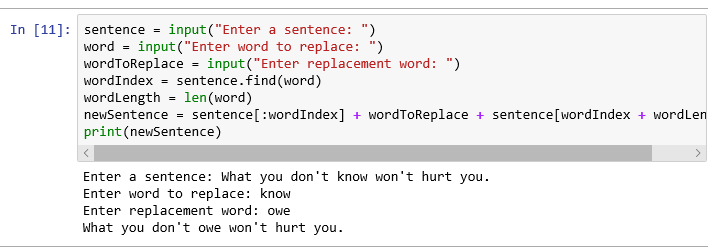 In [11]: sentence = input("Enter a sentence: ")
word = input("Enter word to replace: ")
wordToReplace = input("Enter replacement word: ")
wordIndex = sentence.find(word)
wordLength = len(word)
newSentence = sentence[:wordIndex] + wordToReplace + sentence[wordIndex + wordLen
print(newSentence)
Enter a sentence: What you don't know won't hurt you.
Enter word to replace: know
Enter replacement word: owe
What you don't owe won't hurt you.